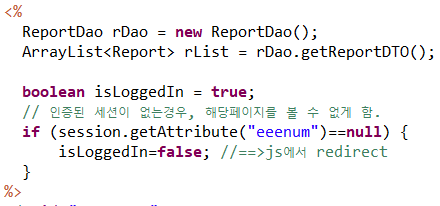 <%
ReportDao rDao = new ReportDao();
ArrayList<Report> rList = rDao.getReportDTO();
boolean isLoggedIn = true;
// 인증된 세션이 없는경우, 해당페이지를 볼 수 없게 함.
if (session.getAttribute("eeenum")==null) {
isLoggedIn=false; //==>js에서 redirect
}
%>